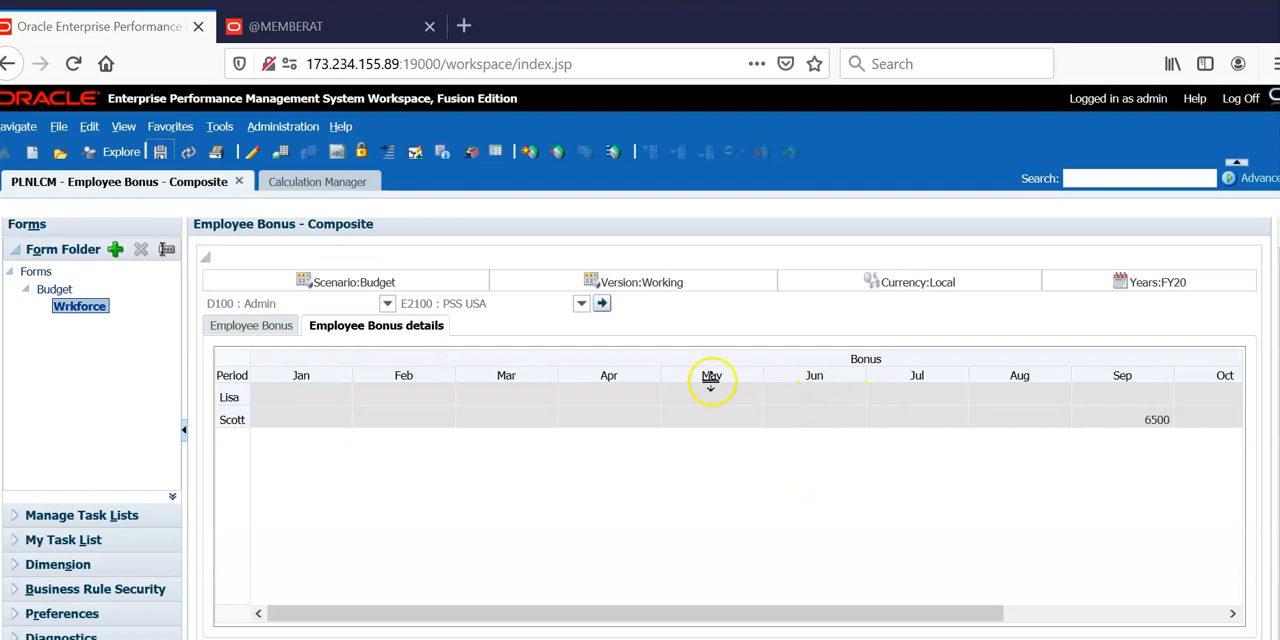 Oracle Enterprise Performance
@MEMBERAT
173.234.155.89:19000/workspace/index.jsp
Search
ORACLE Enterprise Performance Management System Workspace, Fusion Edition
Logged in as admin Help Log Off
avigate File Edit View Favorites Tools Administration Help
Explore
PLNLCM - Employee Bonus - Composite
Calculation Manager
Search:
Advance
Forms
Employee Bonus - Composite
Form Folder
Forms
Budget
Wrkforce
Scenario:Budget Version:Working Currency:Local Years:FY20
D100 : Admin E2100 : PSS USA
Employee Bonus Employee Bonus details
Bonus
Period Jan Feb Mar Apr May Jun Jul Aug Sep Oct
Lisa
Scott 6500
Manage Task Lists
My Task List
Dimension
Business Rule Security
Preferences
Diagnostics